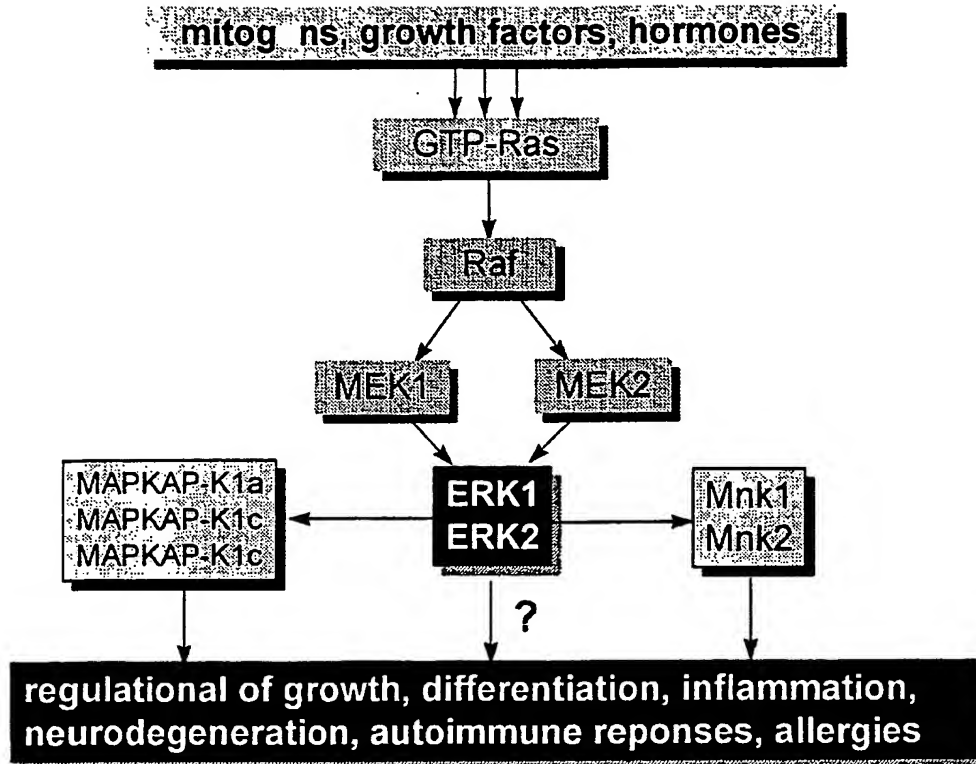 mitog ns, growth factors, hormones
GTP-Ras
Raf
MEK1
MEK2
MAPKAP-K1a
MAPKAP-K1c
MAPKAP-K1c
ERK1
ERK2
Mnk1
Mnk2
?
regulational of growth, differentiation, inflammation,
neurodegeneration, autoimmune reponses, allergies